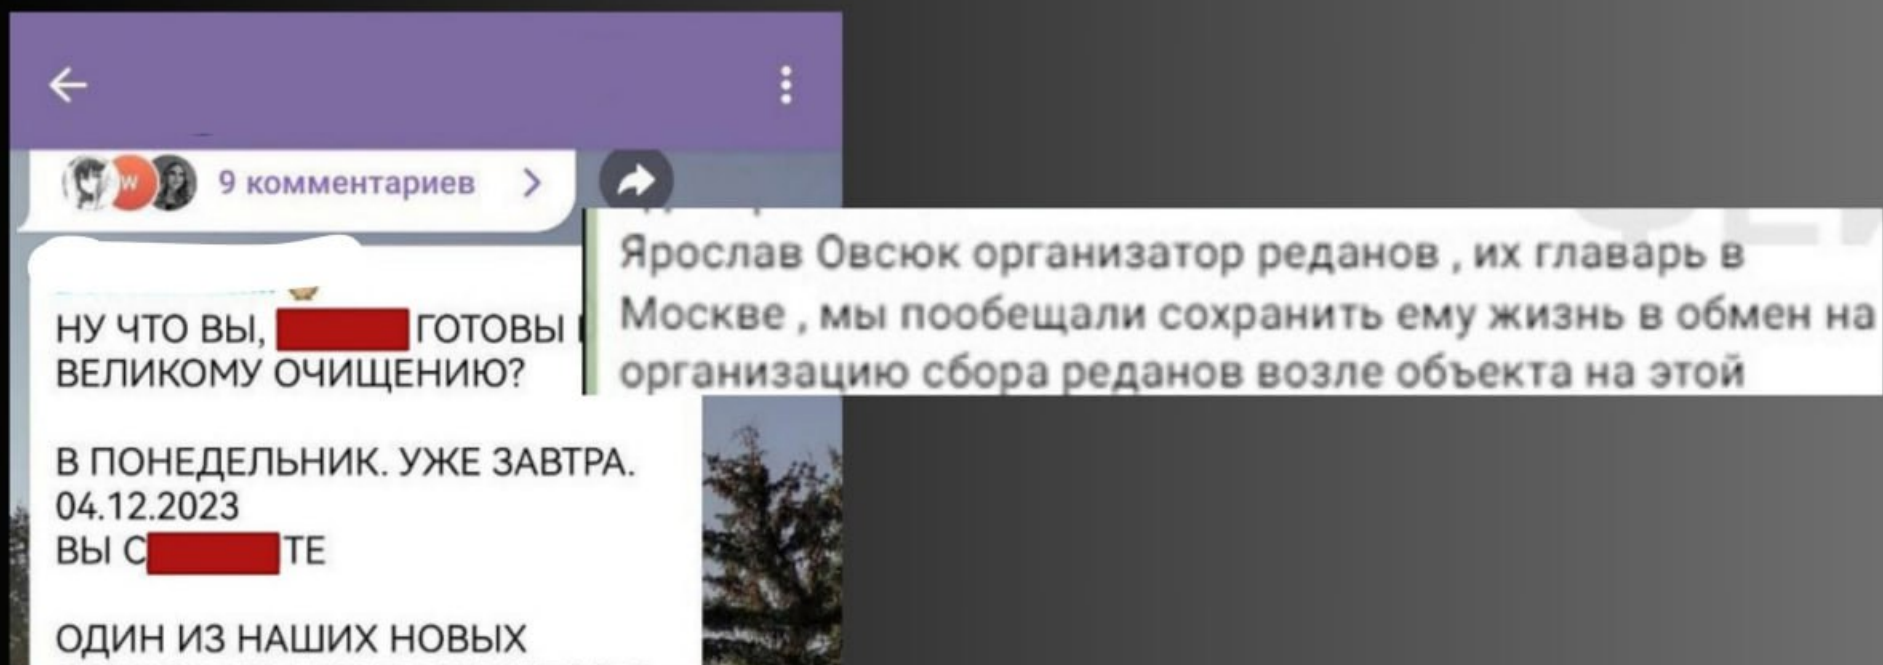 9 комментариев
НУ ЧТО ВЫ, ГОТОВЫ
ВЕЛИКОМУ ОЧИЩЕНИЮ?
В ПОНЕДЕЛЬНИК. УЖЕ ЗАВТРА.
04.12.2023
ВЫ С ТЕ
ОДИН ИЗ НАШИХ НОВЫХ
Ярослав Овсюк организатор реданов , их главарь в
Москве , мы пообещали сохранить ему жизнь в обмен на
организацию сбора реданов возле объекта на этой